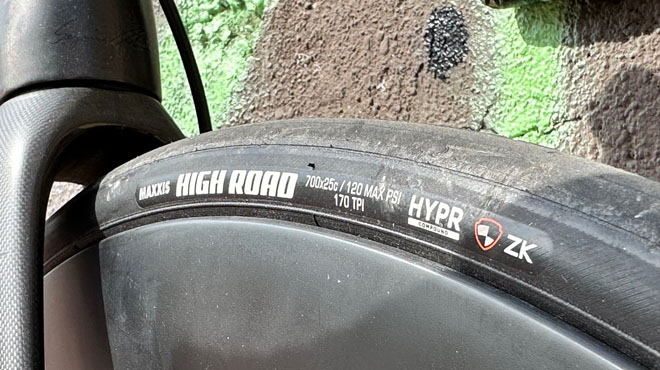 MAXXIS HIGH ROAD 700x25c / 120 MAX PSI
170 TPI
HYPR
COMPOUND
ZK